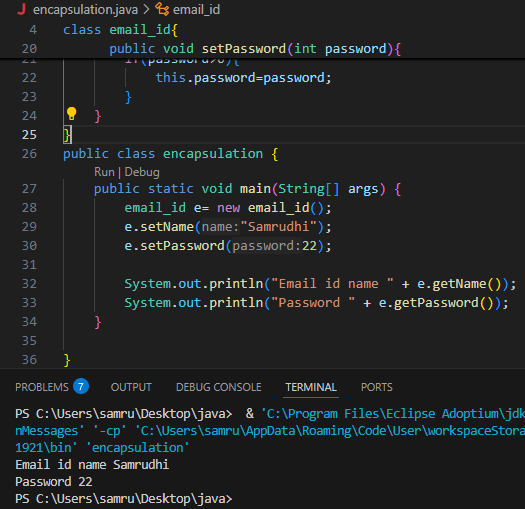 J encapsulation.java > email_id
4 class email_id{
20 public void setPassword(int password){
21 if(password>0){
22 this.password=password;
23 }
24 }
25 }
26 public class encapsulation {
Run | Debug
27 public static void main(String[] args) {
28 email_id e= new email_id();
29 e.setName(name:"Samrudhi");
30 e.setPassword(password:22);
31
32 System.out.println("Email id name " + e.getName());
33 System.out.println("Password " + e.getPassword());
34 }
35
36 }
PROBLEMS 7 OUTPUT DEBUG CONSOLE TERMINAL PORTS
PS C:\Users\samru\Desktop\java> & 'C:\Program Files\Eclipse Adoptium\jdk
nMessages' '-cp' 'C:\Users\samru\AppData\Roaming\Code\User\workspaceStora
1921\bin' 'encapsulation'
Email id name Samrudhi
Password 22
PS C:\Users\samru\Desktop\java>